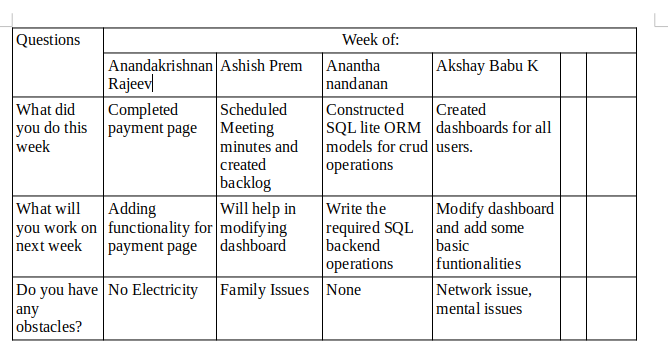 Questions
Week of:
Anandakrishnan
Rajeev
Ashish Prem
Anantha
nandanan
Akshay Babu K
What did
you do this
week
Completed
payment page
Scheduled
Meeting
minutes and
created
backlog
Constructed
SQL lite ORM
models for crud
operations
Created
dashboards for all
users.
What will
you work on
next week
Adding
functionality for
payment page
Will help in
modifying
dashboard
Write the
required SQL
backend
operations
Modify dashboard
and add some
basic
funtionalities
Do you have
any
obstacles?
No Electricity
Family Issues
None
Network issue,
mental issues